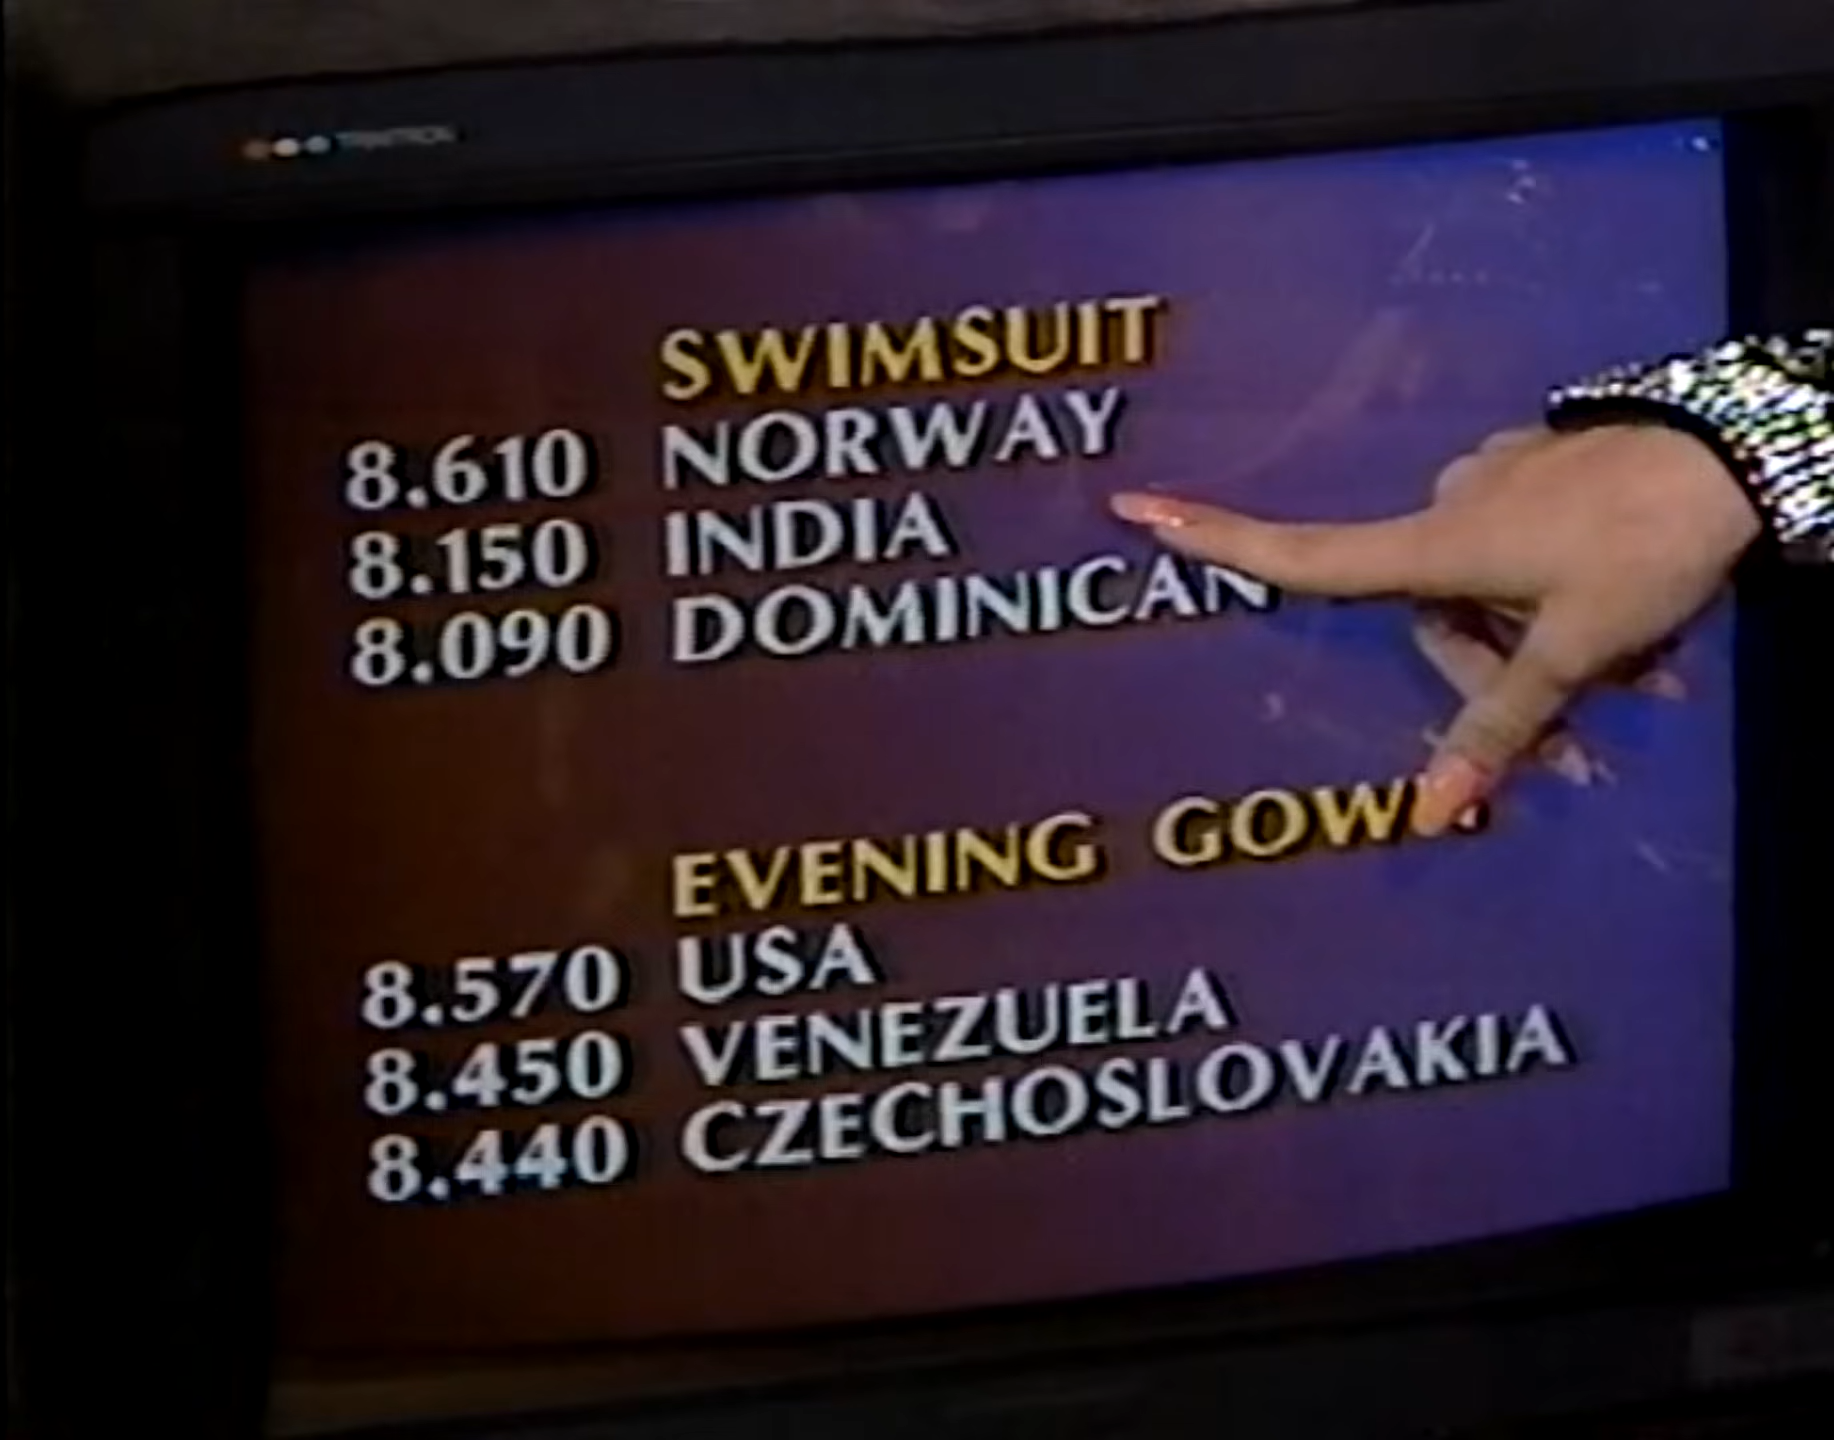 SWIMSUIT
8.610 NORWAY
8.150 INDIA
8.090 DOMINICAN
EVENING GOW
8.570 USA
8.450 VENEZUELA
8.440 CZECHOSLOVAKIA